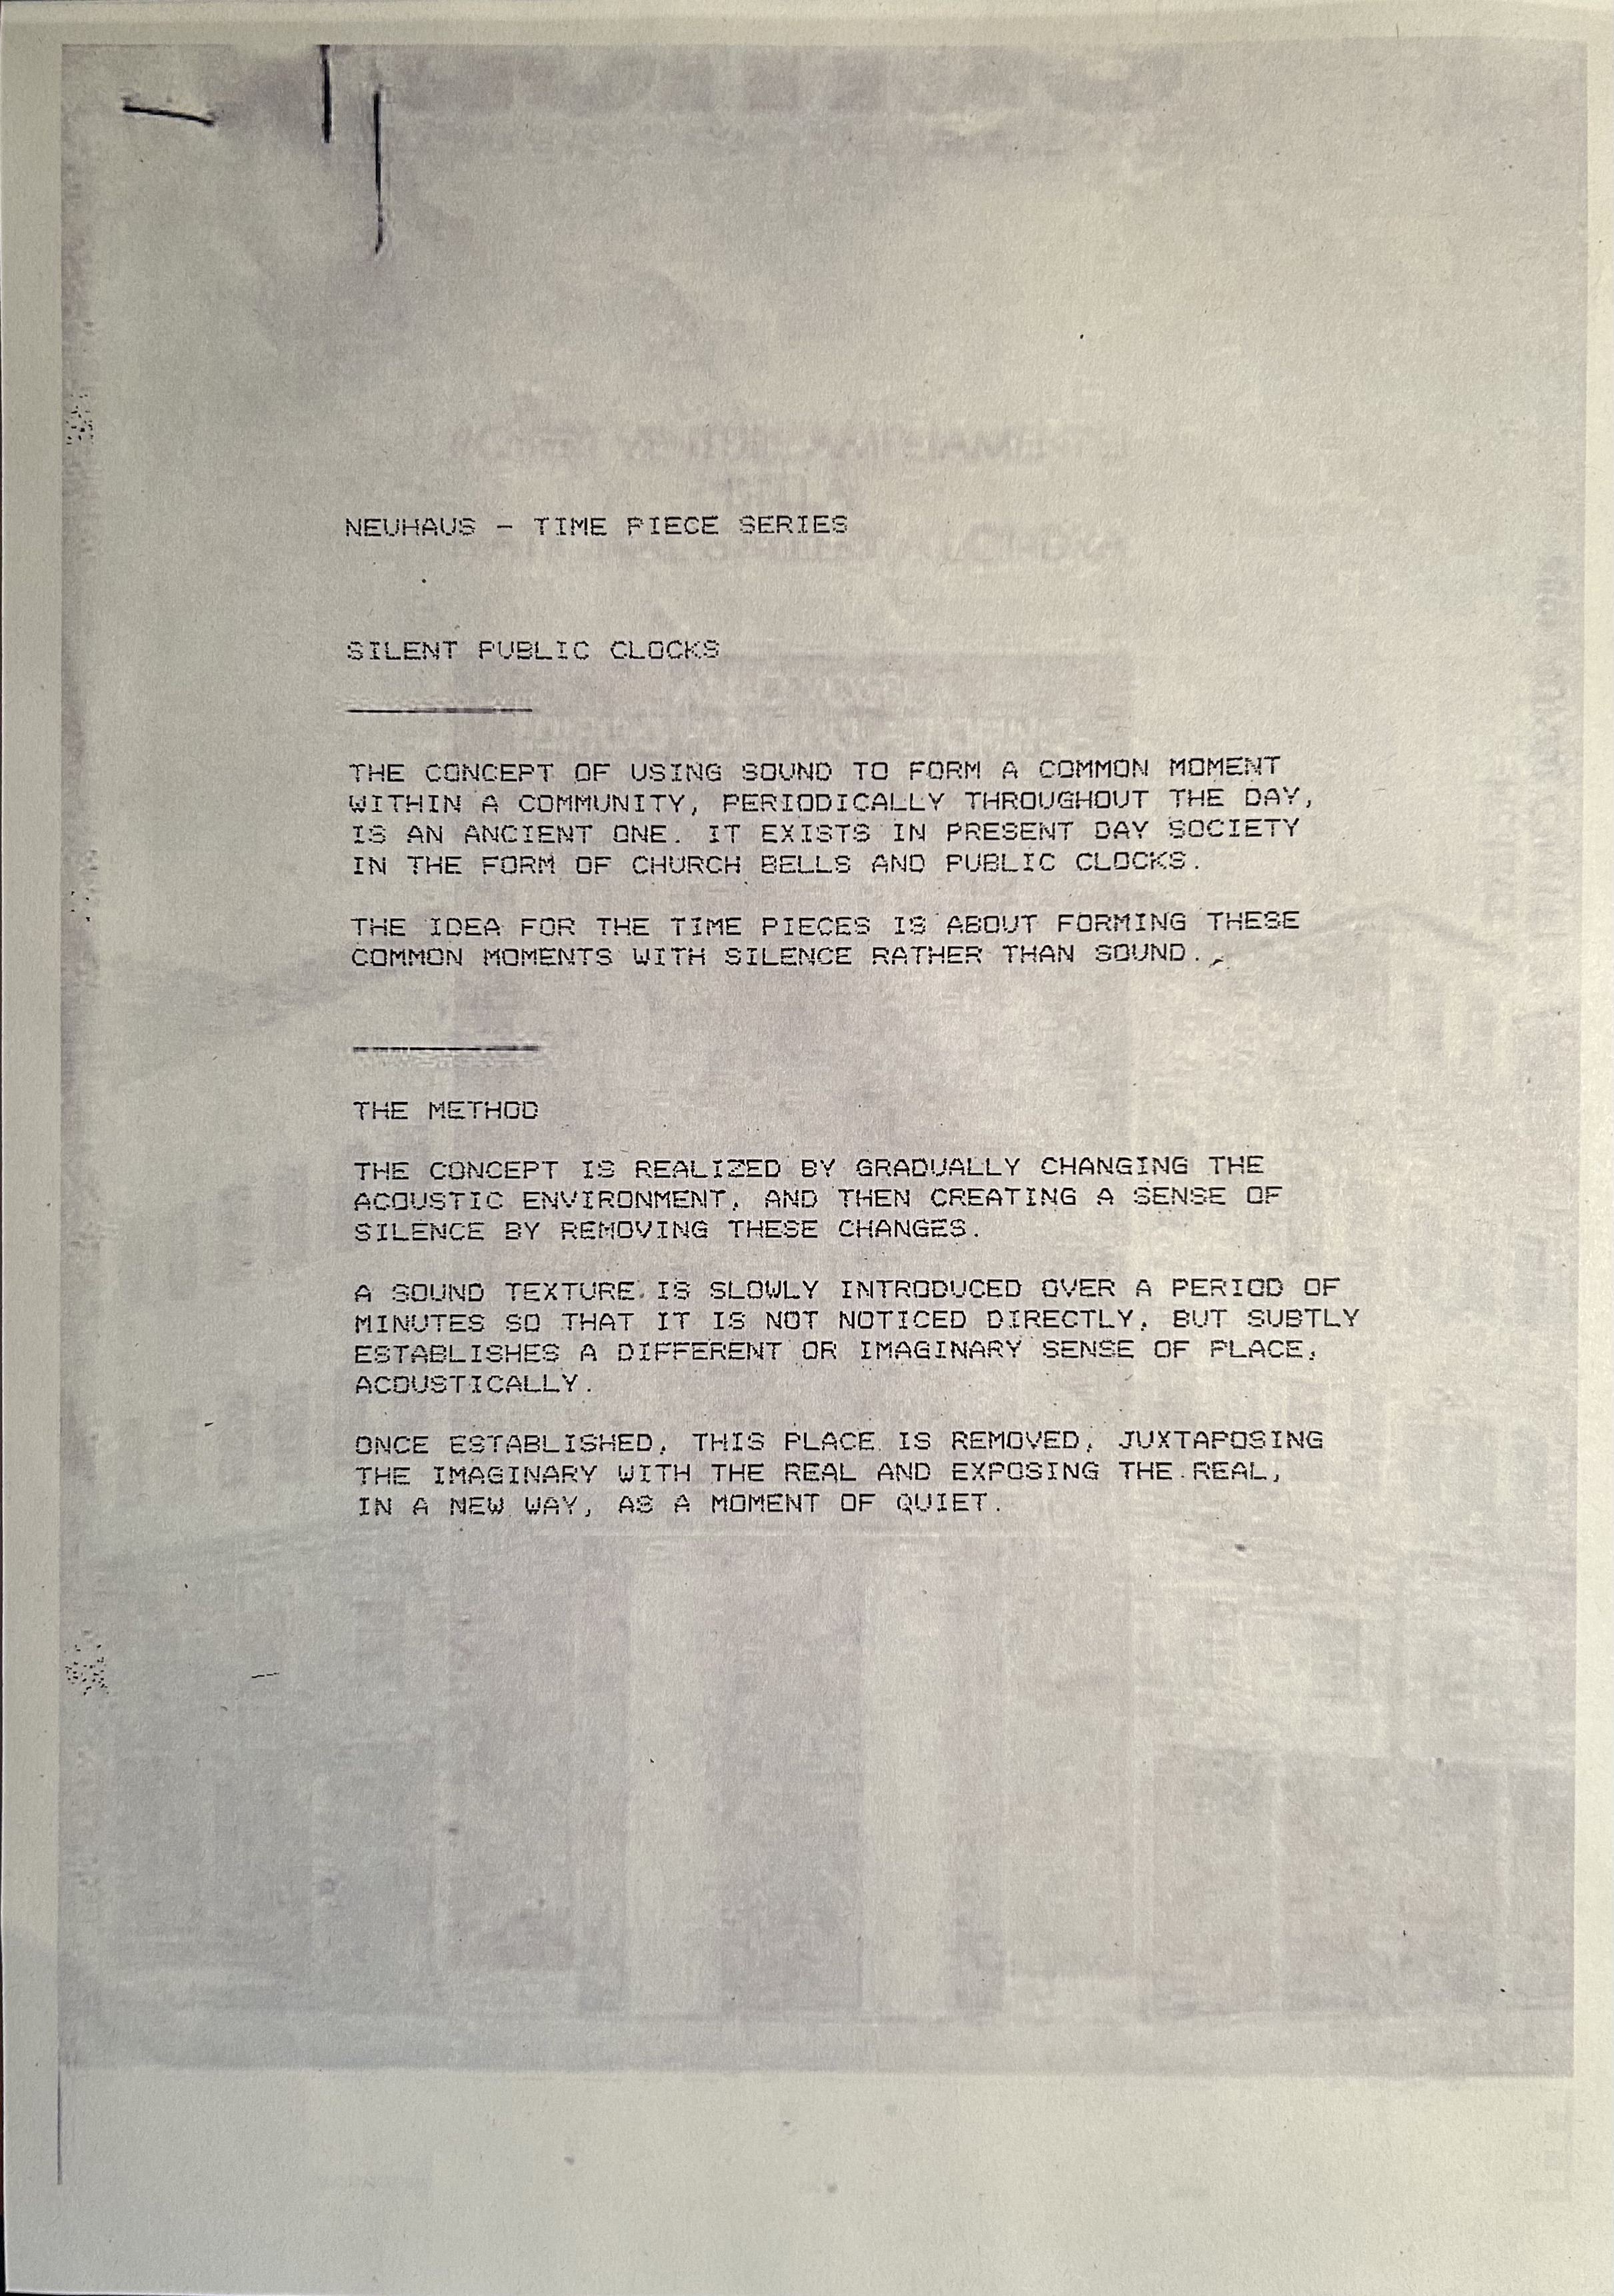 NEUHAUS - TIME PIECE SERIES
SILENT PUBLIC CLOCKS
THE CONCEPT OF USING SOUND TO FORM A COMMON MOMENT
WITHIN A COMMUNITY, PERIODICALLY THROUGHOUT THE DAY,
IS AN ANCIENT ONE. IT EXISTS IN PRESENT DAY SOCIETY
IN THE FORM OF CHURCH BELLS AND PUBLIC CLOCKS.
THE IDEA FOR THE TIME PIECES IS ABOUT FORMING THESE
COMMON MOMENTS WITH SILENCE RATHER THAN SOUND.
THE METHOD
THE CONCEPT IS REALIZED BY GRADUALLY CHANGING THE
ACOUSTIC ENVIRONMENT, AND THEN CREATING A SENSE OF
SILENCE BY REMOVING THESE CHANGES.
A SOUND TEXTURE IS SLOWLY INTRODUCED OVER A PERIOD OF
MINUTES SO THAT IT IS NOT NOTICED DIRECTLY, BUT SUBTLY
ESTABLISHES A DIFFERENT OR IMAGINARY SENSE OF PLACE,
ACOUSTICALLY.
ONCE ESTABLISHED, THIS PLACE IS REMOVED, JUXTAPOSING
THE IMAGINARY WITH THE REAL AND EXPOSING THE REAL,
IN A NEW WAY, AS A MOMENT OF QUIET.